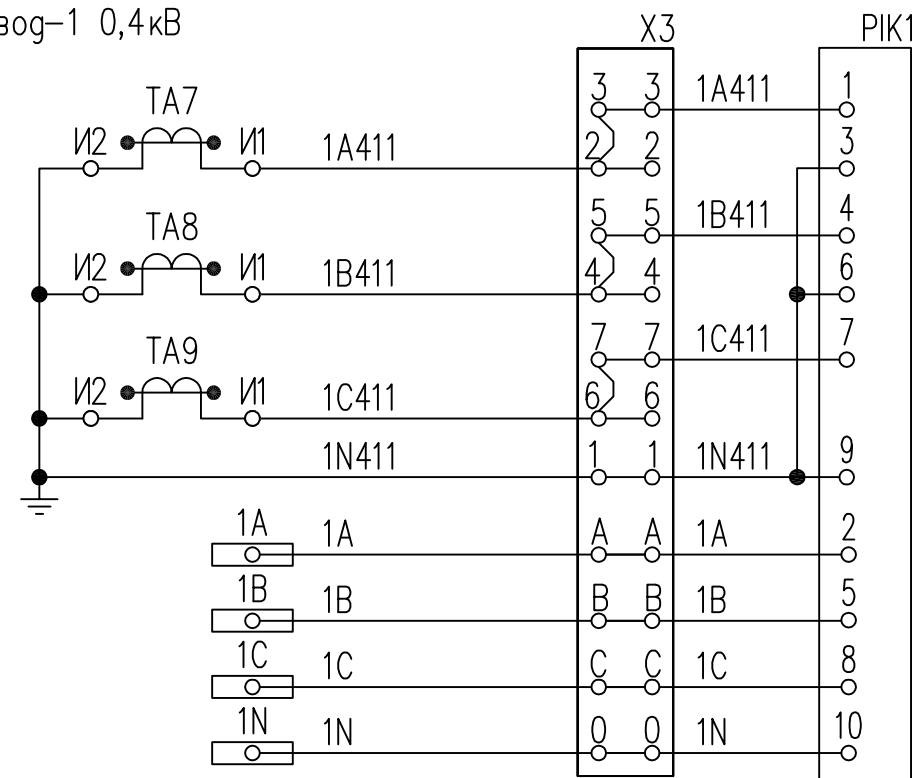 вод-1 0,4кВ
X3
PIK1
TA7
И2
И1
1A411
3 3
2 2
1A411
1
3
TA8
И2
И1
1B411
5 5
4 4
1B411
4
6
TA9
И2
И1
1C411
7 7
6 6
1C411
7
1N411
1 1
1N411
9
1A
1A
A A
1A
2
1B
1B
B B
1B
5
1C
1C
C C
1C
8
1N
1N
0 0
1N
10